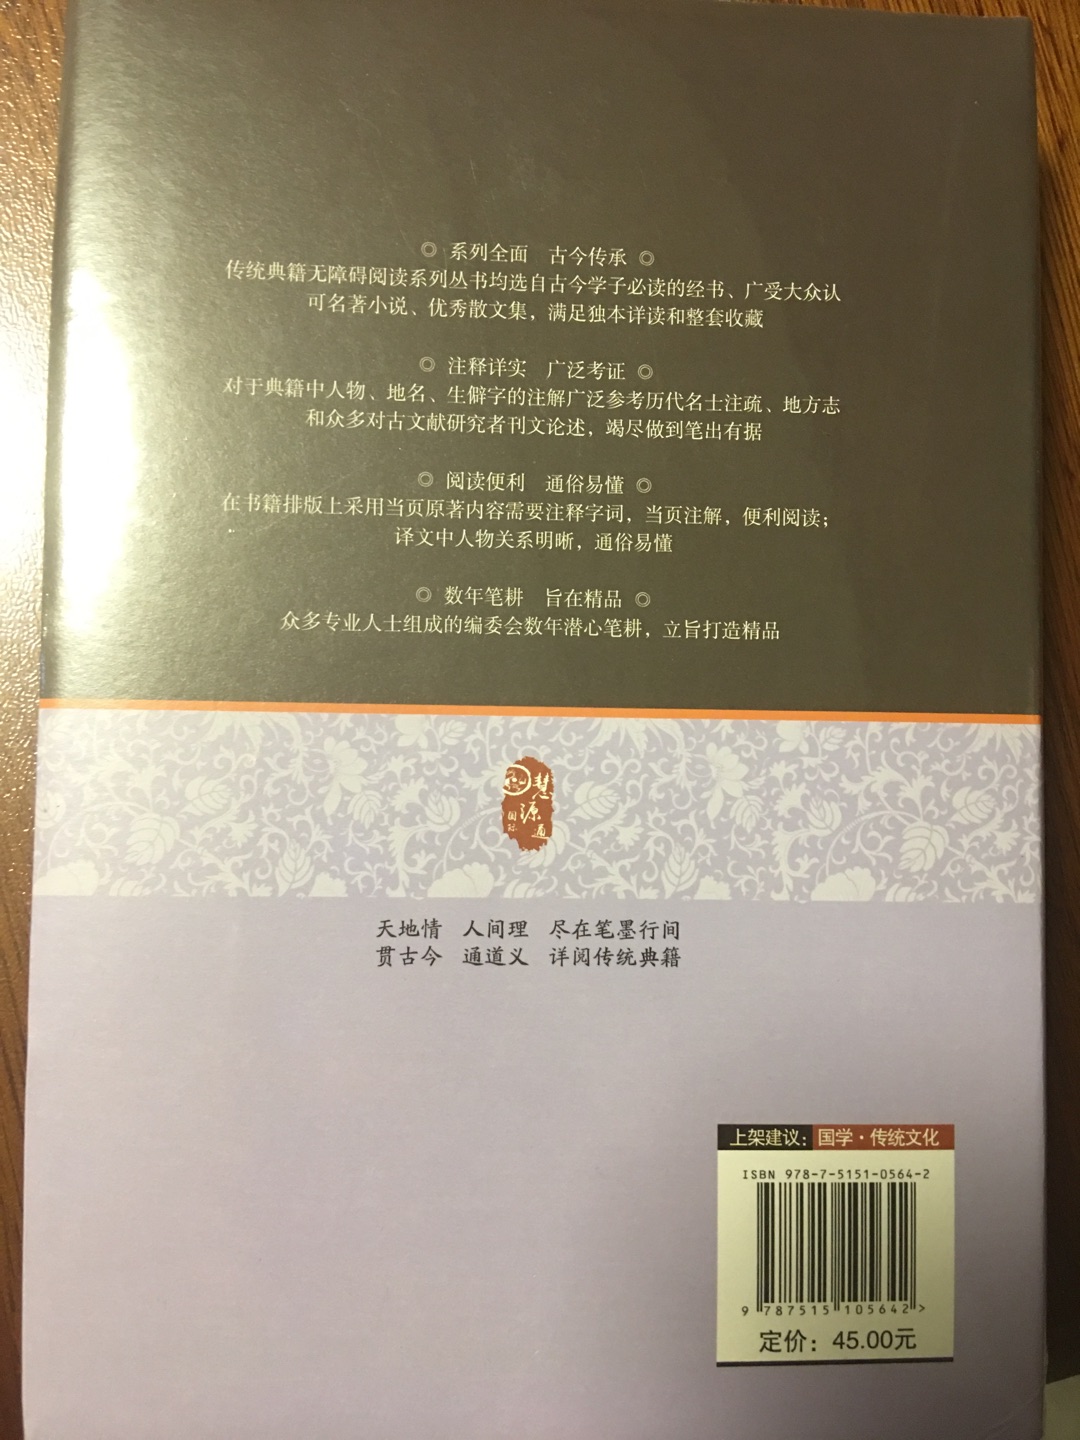 ◎ 系列全面 古今传承 ◎
传统典籍无障碍阅读系列丛书均选自古今学子必读的经书、广受大众认
可名著小说、优秀散文集，满足独本详读和整套收藏
◎ 注释详实 广泛考证 ◎
对于典籍中人物、地名、生僻字的注解广泛参考历代名士注疏、地方志
和众多对古文献研究者刊文论述，竭尽做到笔出有据
◎ 阅读便利 通俗易懂 ◎
在书籍排版上采用当页原著内容需要注释字词，当页注解，便利阅读；
译文中人物关系明晰，通俗易懂
◎ 数年笔耕 旨在精品 ◎
众多专业人士组成的编委会数年潜心笔耕，立旨打造精品
慧源通
国际
天地情 人间理 尽在笔墨行间
贯古今 通道义 详阅传统典籍
上架建议：国学·传统文化
ISBN 978-7-5151-0564-2
9 787515 105642 >
定价：45.00元